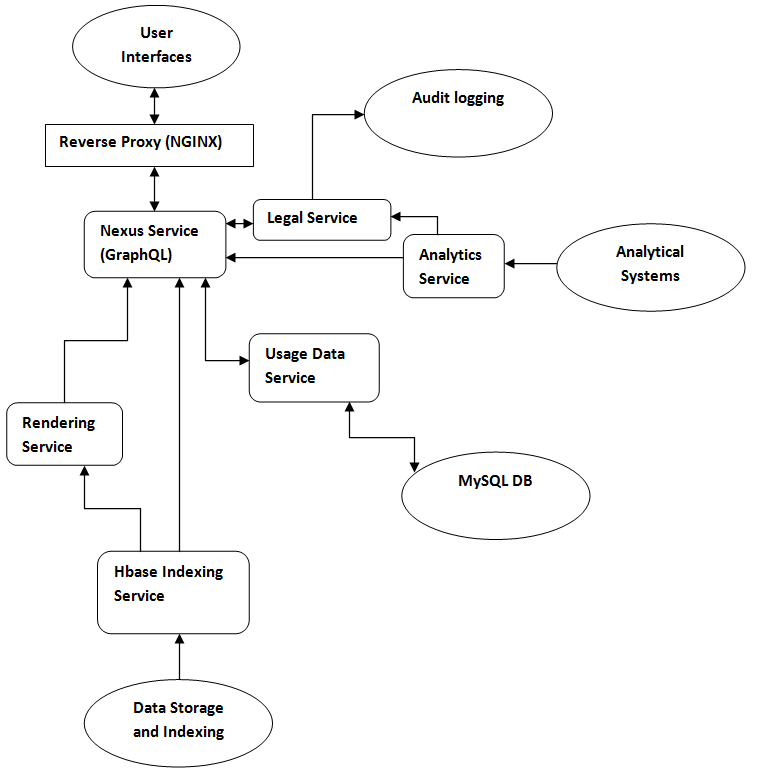 User
Interfaces
Audit logging
Reverse Proxy (NGINX)
Legal Service
Nexus Service
(GraphQL)
Analytics
Service
Analytical
Systems
Usage Data
Service
Rendering
Service
MySQL DB
Hbase Indexing
Service
Data Storage
and Indexing